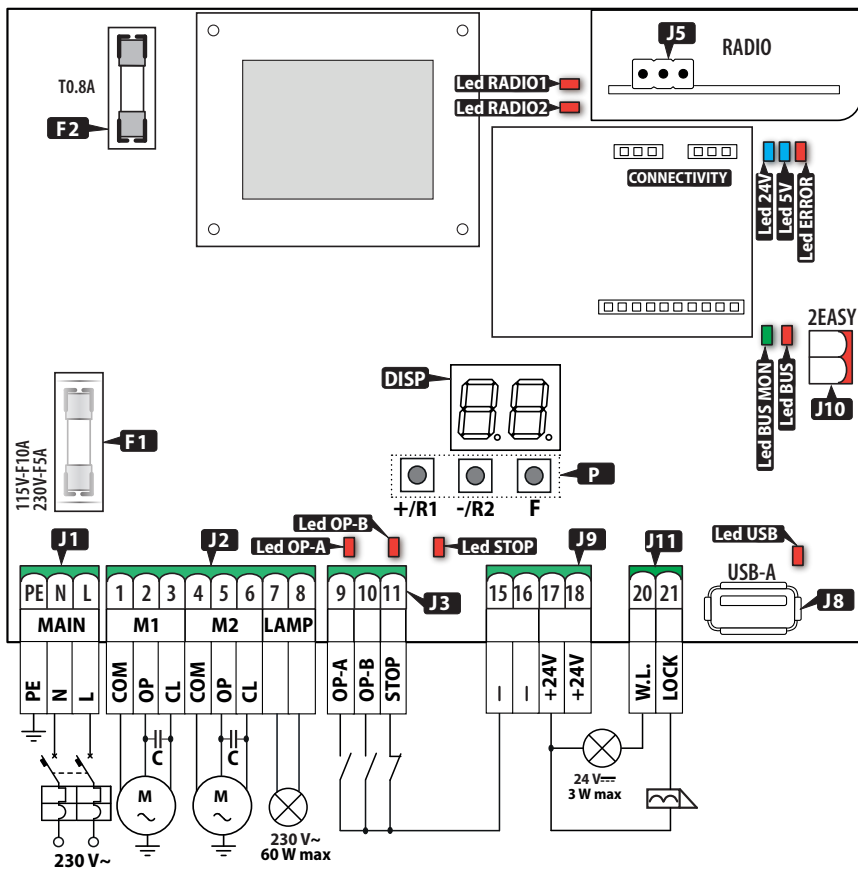 J5
RADIO
T0.8A
F2
Led RADIO1
Led RADIO2
CONNECTIVITY
Led 24V
Led 5V
Led ERROR
2EASY
J10
Led BUS MON
Led BUS
DISP
8.8.
115V-F10A
230V-F5A
F1
P
+/R1 -/R2 F
J1
J2
Led OP-A
Led OP-B
Led STOP
J3
J9
J11
Led USB
USB-A
J8
PE N L
1 2 3 4 5 6 7 8
9 10 11
15 16 17 18
20 21
MAIN
M1
M2
LAMP
PE N L
COM OP CL COM OP CL
OP-A OP-B STOP
– – +24V +24V
W.L. LOCK
C
C
M
~
M
~
230 V~
230 V~
60 W max
24 V⎓
3 W max